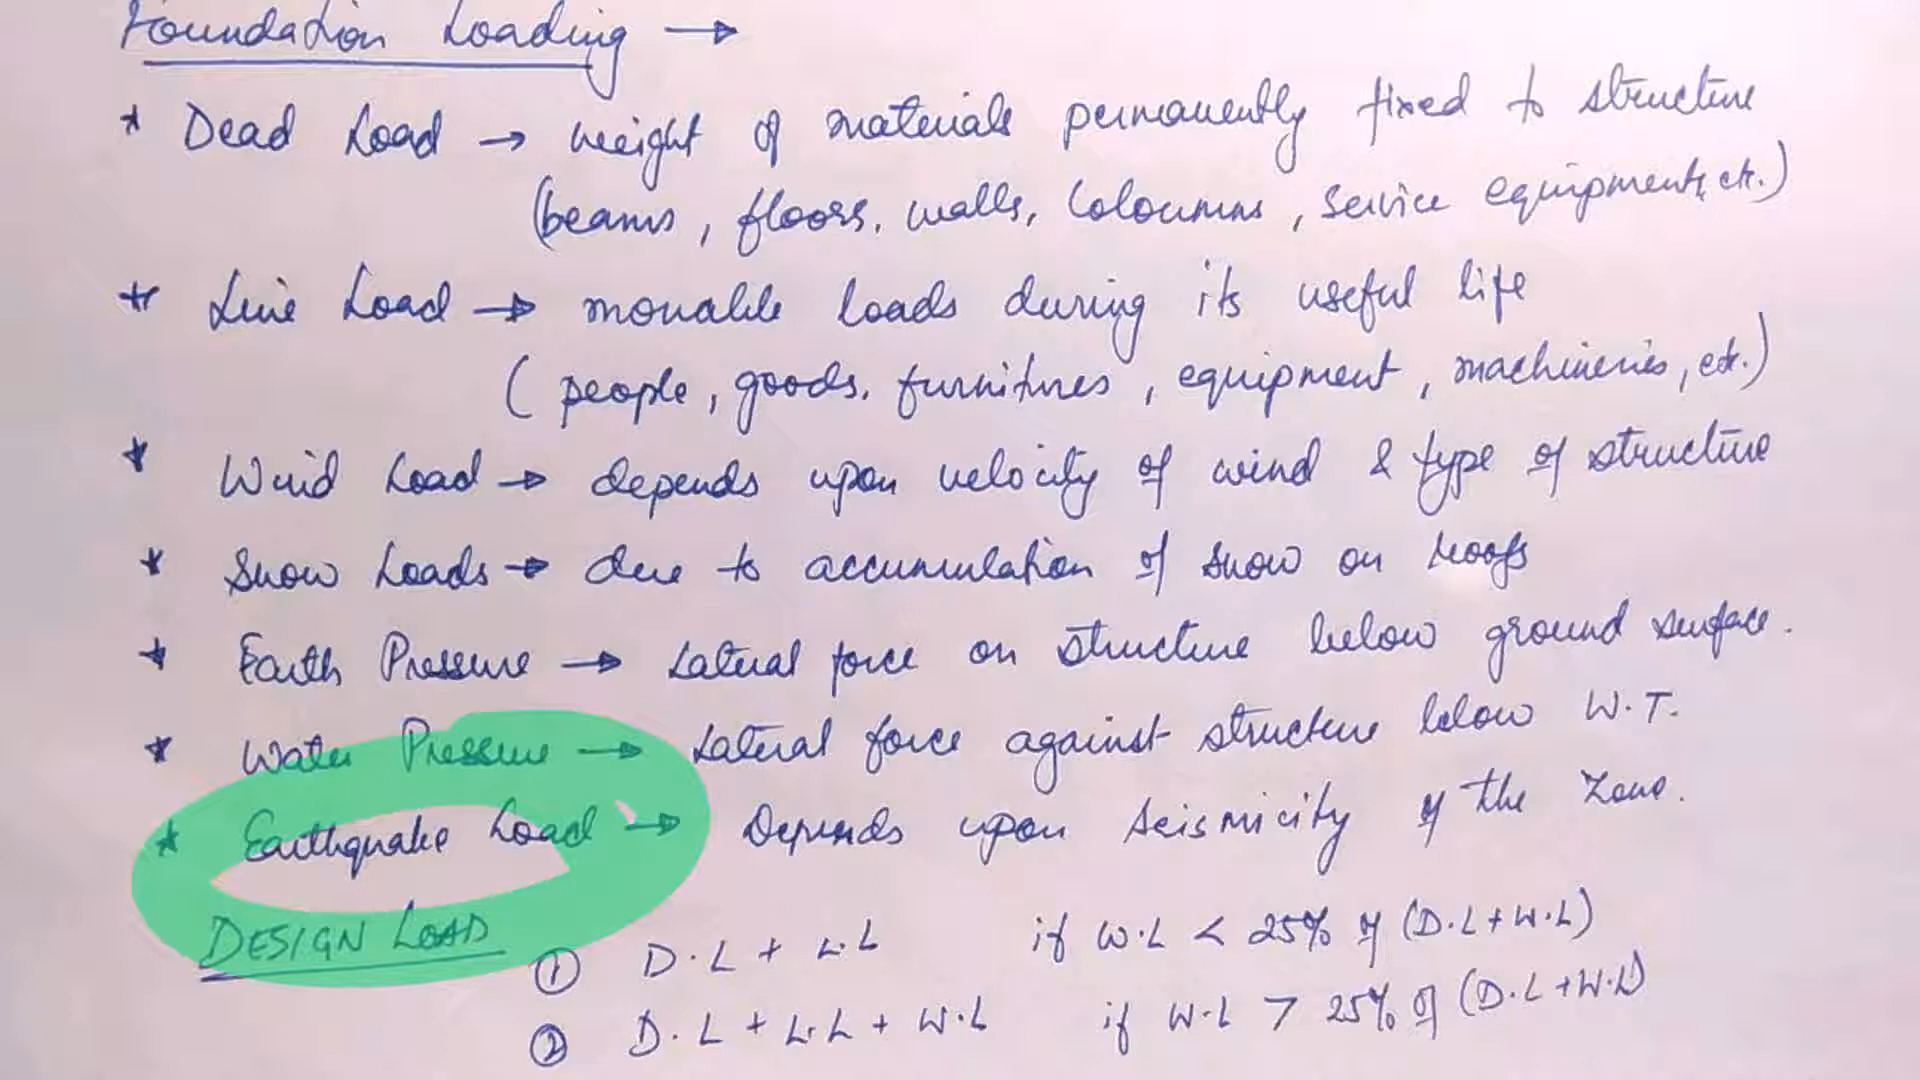 Foundation Loading →
* Dead Load → weight of materials permanently fixed to structure
(beams, floors, walls, Coloumns, service equipments, etc.)
* Live Load → movable loads during its useful life
(people, goods, furnitures, equipment, machineries, etc.)
* Wind Load → depends upon velocity of wind & type of structure
* Snow Loads → due to accumulation of snow on roofs
* Earth Pressure → Lateral force on structure below ground surface.
* Water Pressure → Lateral force against structure below W.T.
* Earthquake Load → Depends upon seismicity of the Zone.
DESIGN LOAD
① D.L + L.L if W.L < 25% of (D.L+W.L)
② D.L + L.L + W.L if W.L > 25% of (D.L+W.L)